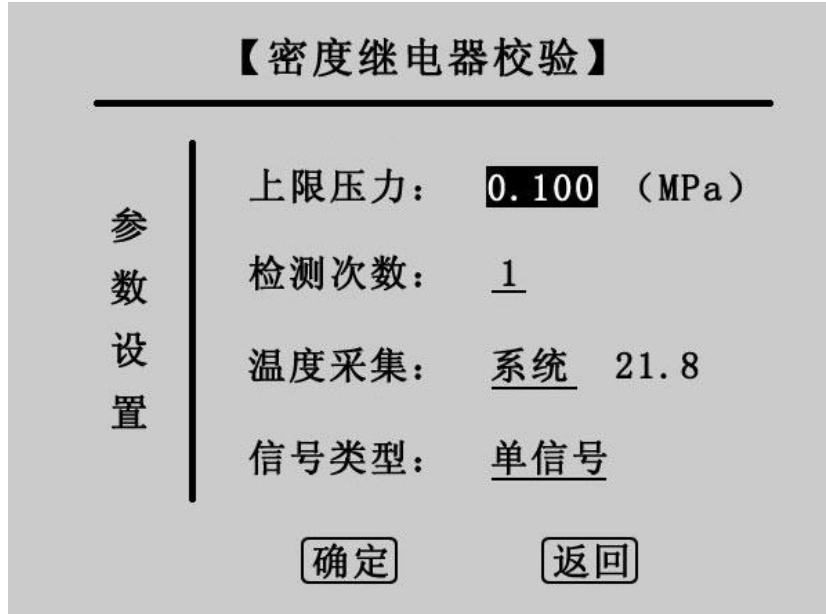 【密度继电器校验】
参数设置
上限压力: 0.100 (MPa)
检测次数: 1
温度采集: 系统 21.8
信号类型: 单信号
确定 返回